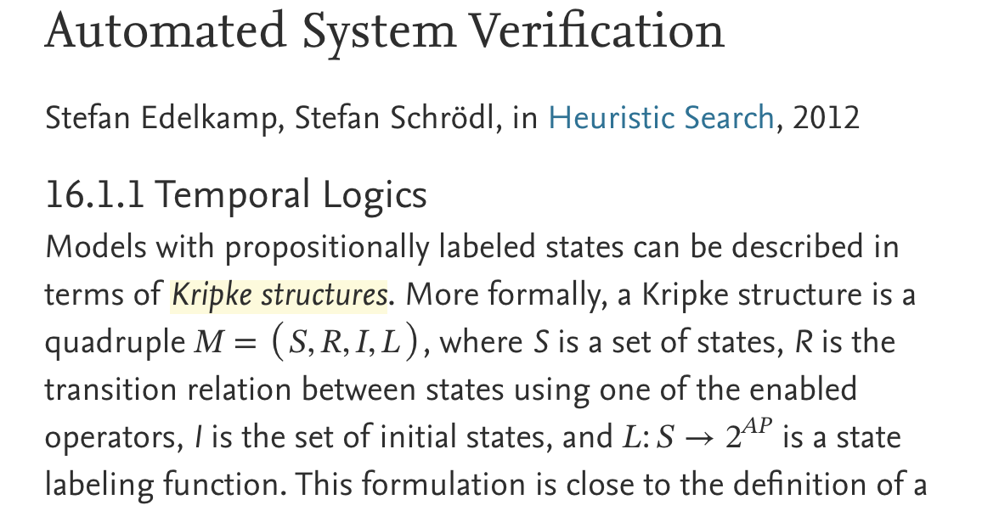 Automated System Verification
Stefan Edelkamp, Stefan Schrödl, in Heuristic Search, 2012
16.1.1 Temporal Logics
Models with propositionally labeled states can be described in
terms of Kripke structures. More formally, a Kripke structure is a
quadruple M = (S, R, I, L), where S is a set of states, R is the
transition relation between states using one of the enabled
operators, I is the set of initial states, and L: S → 2^AP is a state
labeling function. This formulation is close to the definition of a